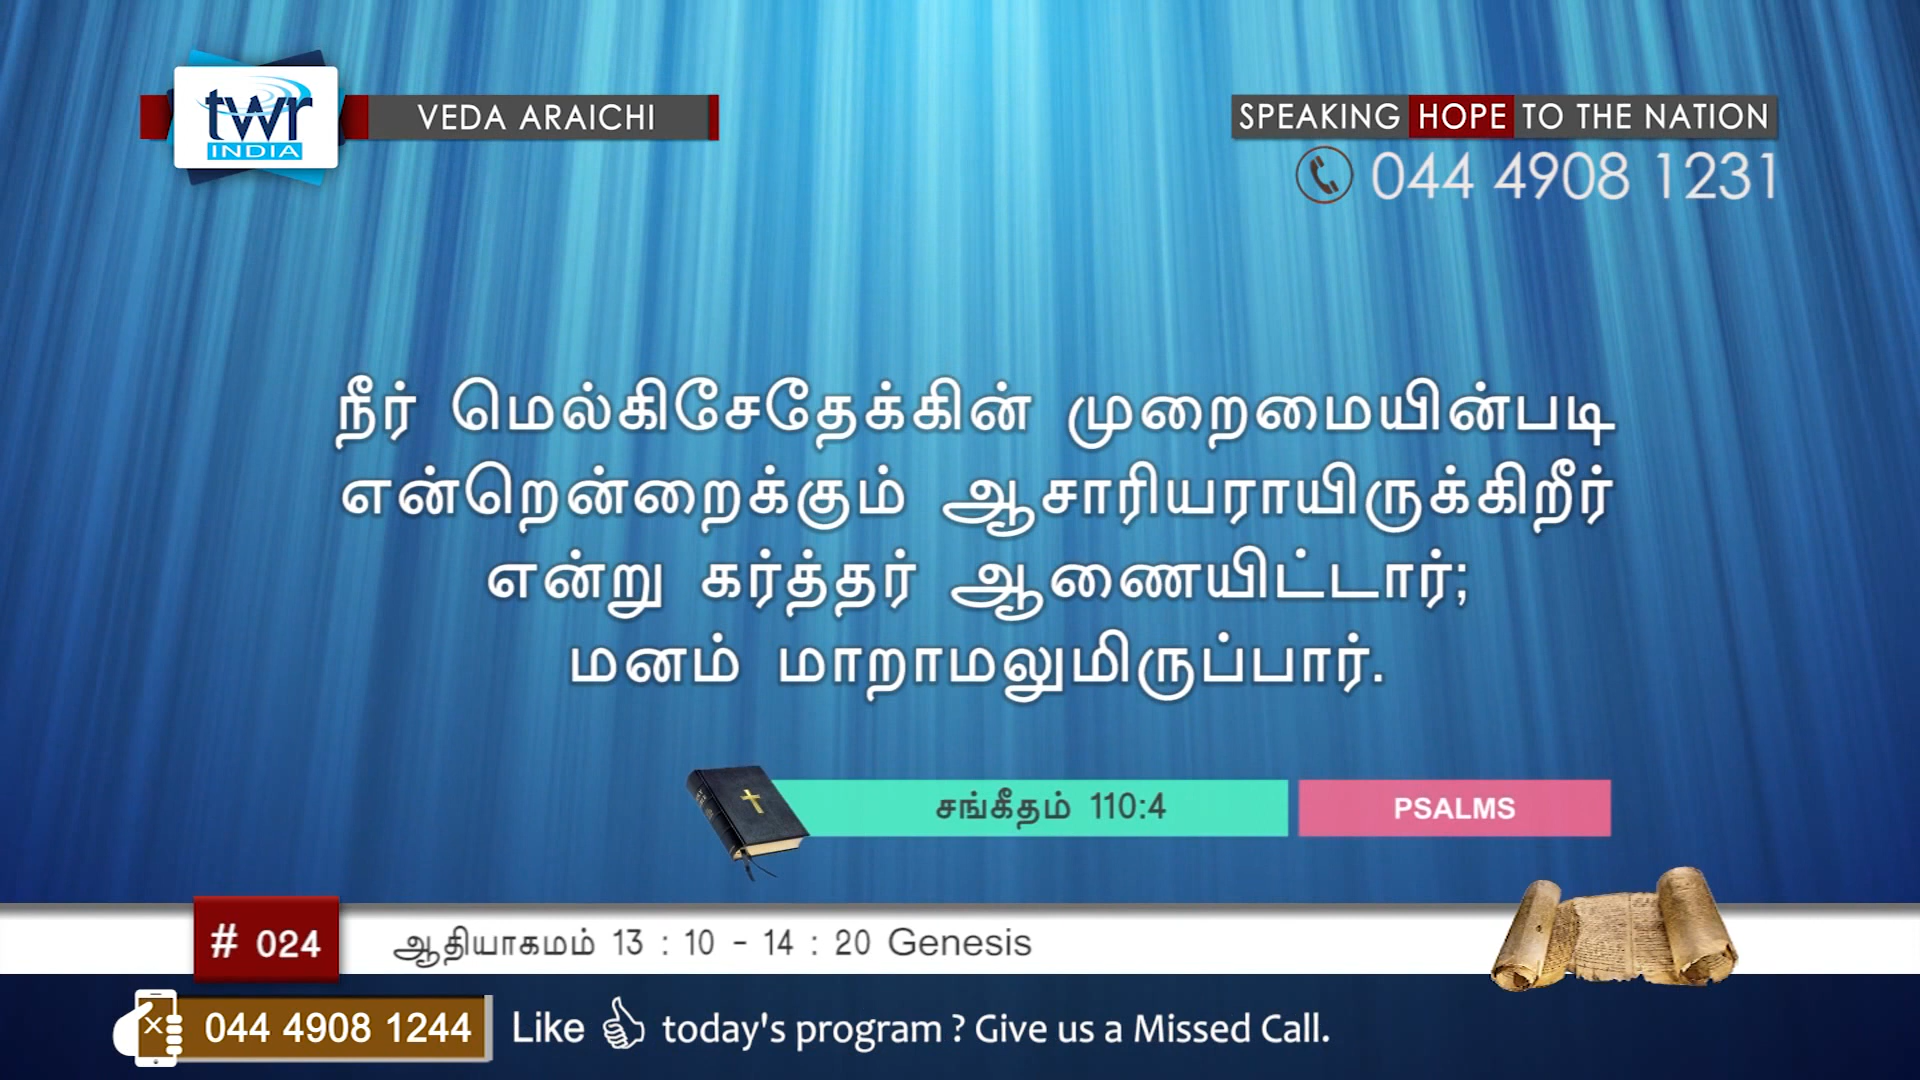 twr
INDIA
VEDA ARAICHI
SPEAKING HOPE TO THE NATION
044 4908 1231
நீர் மெல்கிசேதேக்கின் முறைமையின்படி
என்றென்றைக்கும் ஆசாரியராயிருக்கிறீர்
என்று கர்த்தர் ஆணையிட்டார்;
மனம் மாறாமலுமிருப்பார்.
சங்கீதம் 110:4
PSALMS
# 024
ஆதியாகமம் 13 : 10 - 14 : 20 Genesis
044 4908 1244
Like today's program ? Give us a Missed Call.